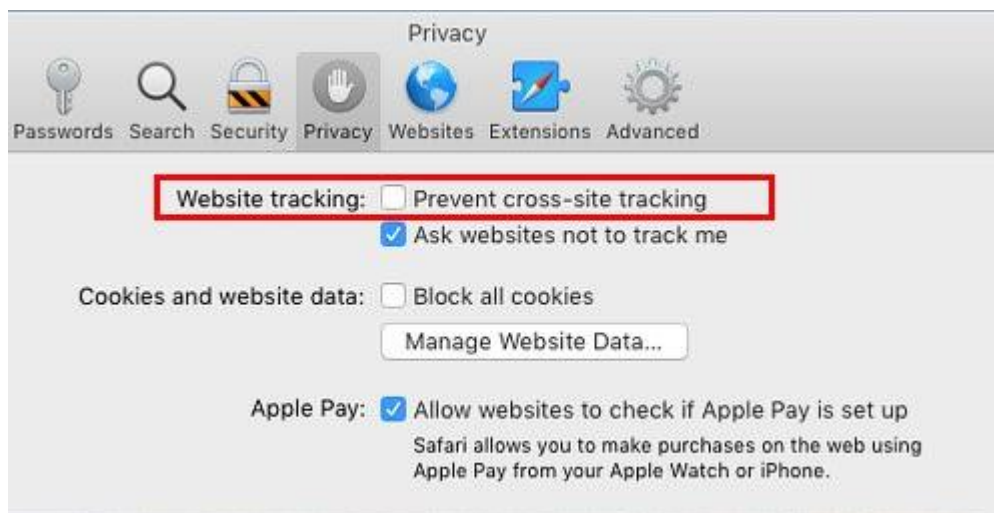 Privacy
Passwords Search Security Privacy Websites Extensions Advanced
Website tracking: Prevent cross-site tracking
Ask websites not to track me
Cookies and website data: Block all cookies
Manage Website Data...
Apple Pay: Allow websites to check if Apple Pay is set up
Safari allows you to make purchases on the web using
Apple Pay from your Apple Watch or iPhone.